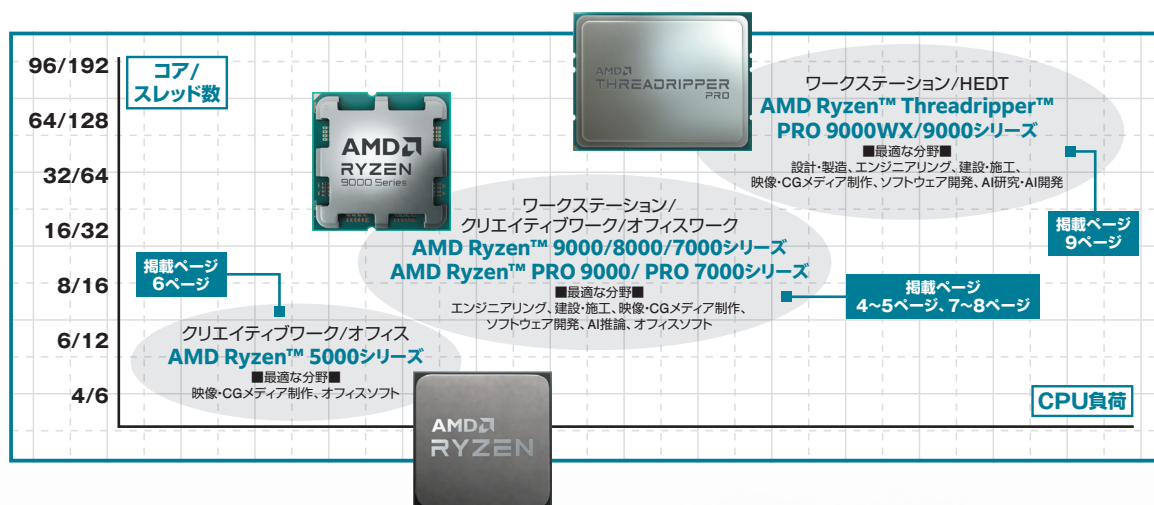 96/192
64/128
32/64
16/32
8/16
6/12
4/6
コア/
スレッド数
AMD
RYZEN
9000 Series
AMD
THREADRIPPER
PRO
ワークステーション/HEDT
AMD Ryzen™ Threadripper™
PRO 9000WX/9000シリーズ
■最適な分野■
設計・製造、エンジニアリング、建設・施工、
映像・CGメディア制作、ソフトウェア開発、AI研究・AI開発
掲載ページ
9ページ
ワークステーション/
クリエイティブワーク/オフィスワーク
AMD Ryzen™ 9000/8000/7000シリーズ
AMD Ryzen™ PRO 9000/ PRO 7000シリーズ
■最適な分野■
エンジニアリング、建設・施工、映像・CGメディア制作、
ソフトウェア開発、AI推論、オフィスソフト
掲載ページ
4~5ページ、7~8ページ
掲載ページ
6ページ
クリエイティブワーク/オフィス
AMD Ryzen™ 5000シリーズ
■最適な分野■
映像・CGメディア制作、オフィスソフト
AMD
RYZEN
CPU負荷